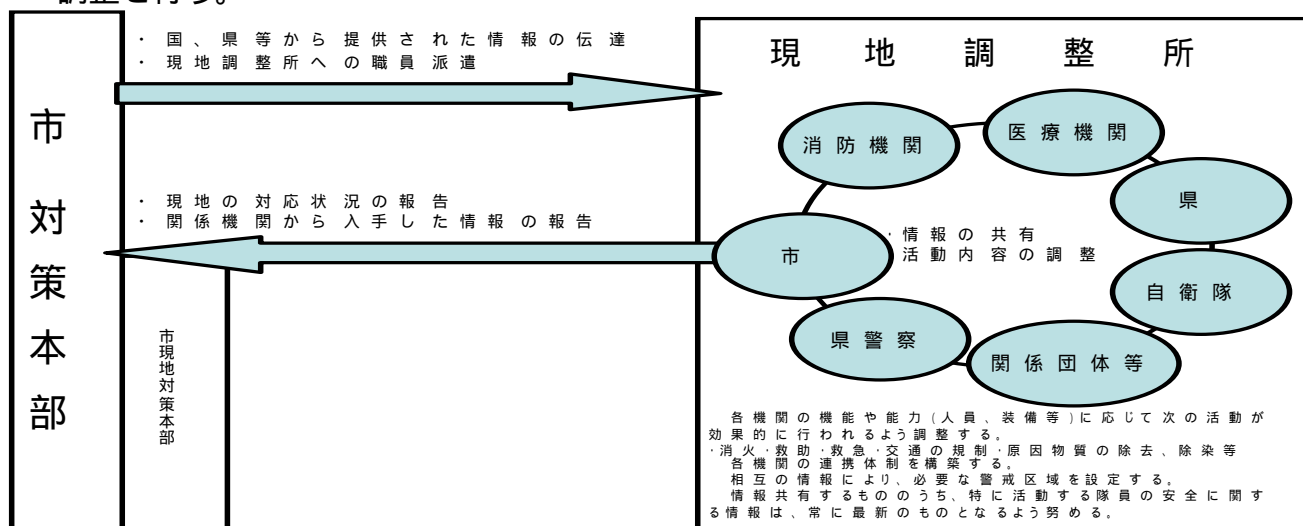 調整を行う。
・ 国、県等から提供された情報の伝達
・ 現地調整所への職員派遣
市対策本部
・ 現地の対応状況の報告
・ 関係機関から入手した情報の報告
市現地対策本部
現地調整所
消防機関
医療機関
県
自衛隊
関係団体等
県警察
市
・情報の共有
活動内容の調整
各機関の機能や能力(人員、装備等)に応じて次の活動が
効果的に行われるよう調整する。
・消火・救助・救急・交通の規制・原因物質の除去、除染等
各機関の連携体制を構築する。
相互の情報により、必要な警戒区域を設定する。
情報共有するもののうち、特に活動する隊員の安全に関す
る情報は、常に最新のものとなるよう努める。